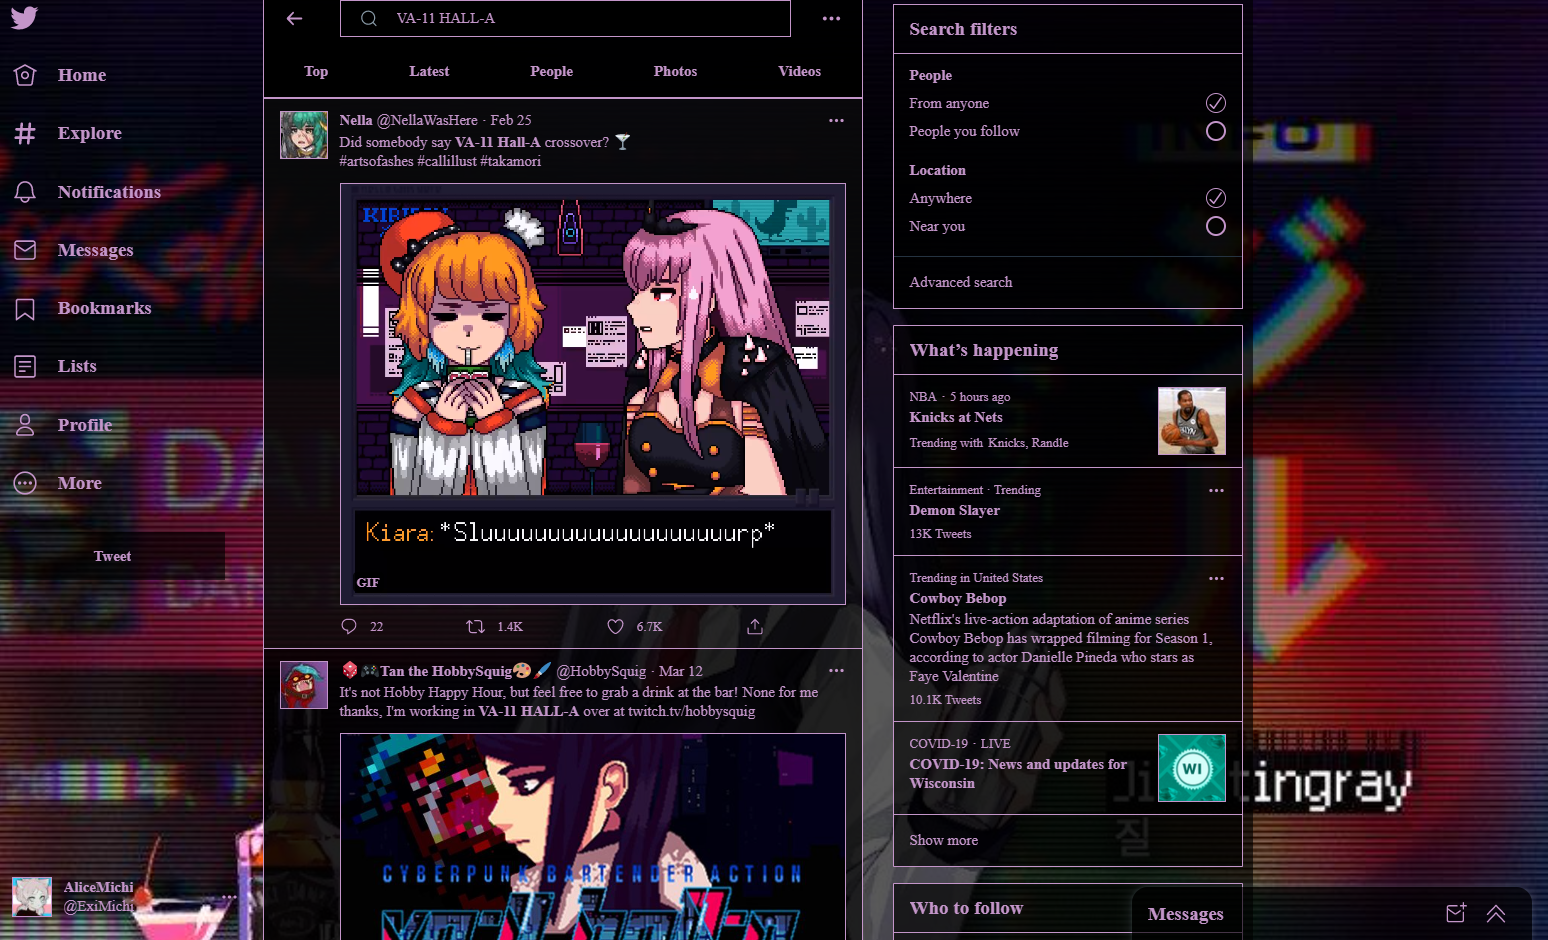 Home
Explore
Notifications
Messages
Bookmarks
Lists
Profile
More
Tweet
AliceMichi
@ExiMichi
VA-11 HALL-A
Top Latest People Photos Videos
Nella @NellaWasHere · Feb 25
Did somebody say VA-11 Hall-A crossover? 🍸
#artsofashes #callillust #takamori
Kiara: *Sluuuuuuuuuuuuuuuuuuurp*
GIF
22 1.4K 6.7K
Tan the HobbySquig @HobbySquig · Mar 12
It's not Hobby Happy Hour, but feel free to grab a drink at the bar! None for me
thanks, I'm working in VA-11 HALL-A over at twitch.tv/hobbysquig
CYBERPUNK BARTENDER ACTION
Search filters
People
From anyone
People you follow
Location
Anywhere
Near you
Advanced search
What's happening
NBA · 5 hours ago
Knicks at Nets
Trending with Knicks, Randle
Entertainment · Trending
Demon Slayer
13K Tweets
Trending in United States
Cowboy Bebop
Netflix's live-action adaptation of anime series
Cowboy Bebop has wrapped filming for Season 1,
according to actor Danielle Pineda who stars as
Faye Valentine
10.1K Tweets
COVID-19 · LIVE
COVID-19: News and updates for
Wisconsin
WI
Show more
Who to follow
Messages